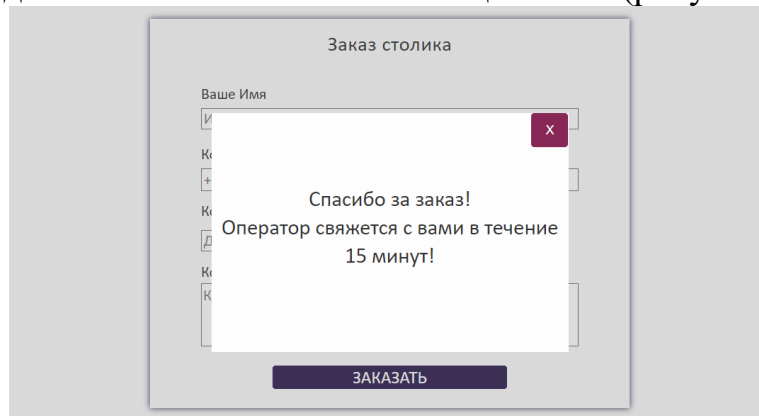 Заказ столика
Ваше Имя
X
Спасибо за заказ!
Оператор свяжется с вами в течение
15 минут!
ЗАКАЗАТЬ